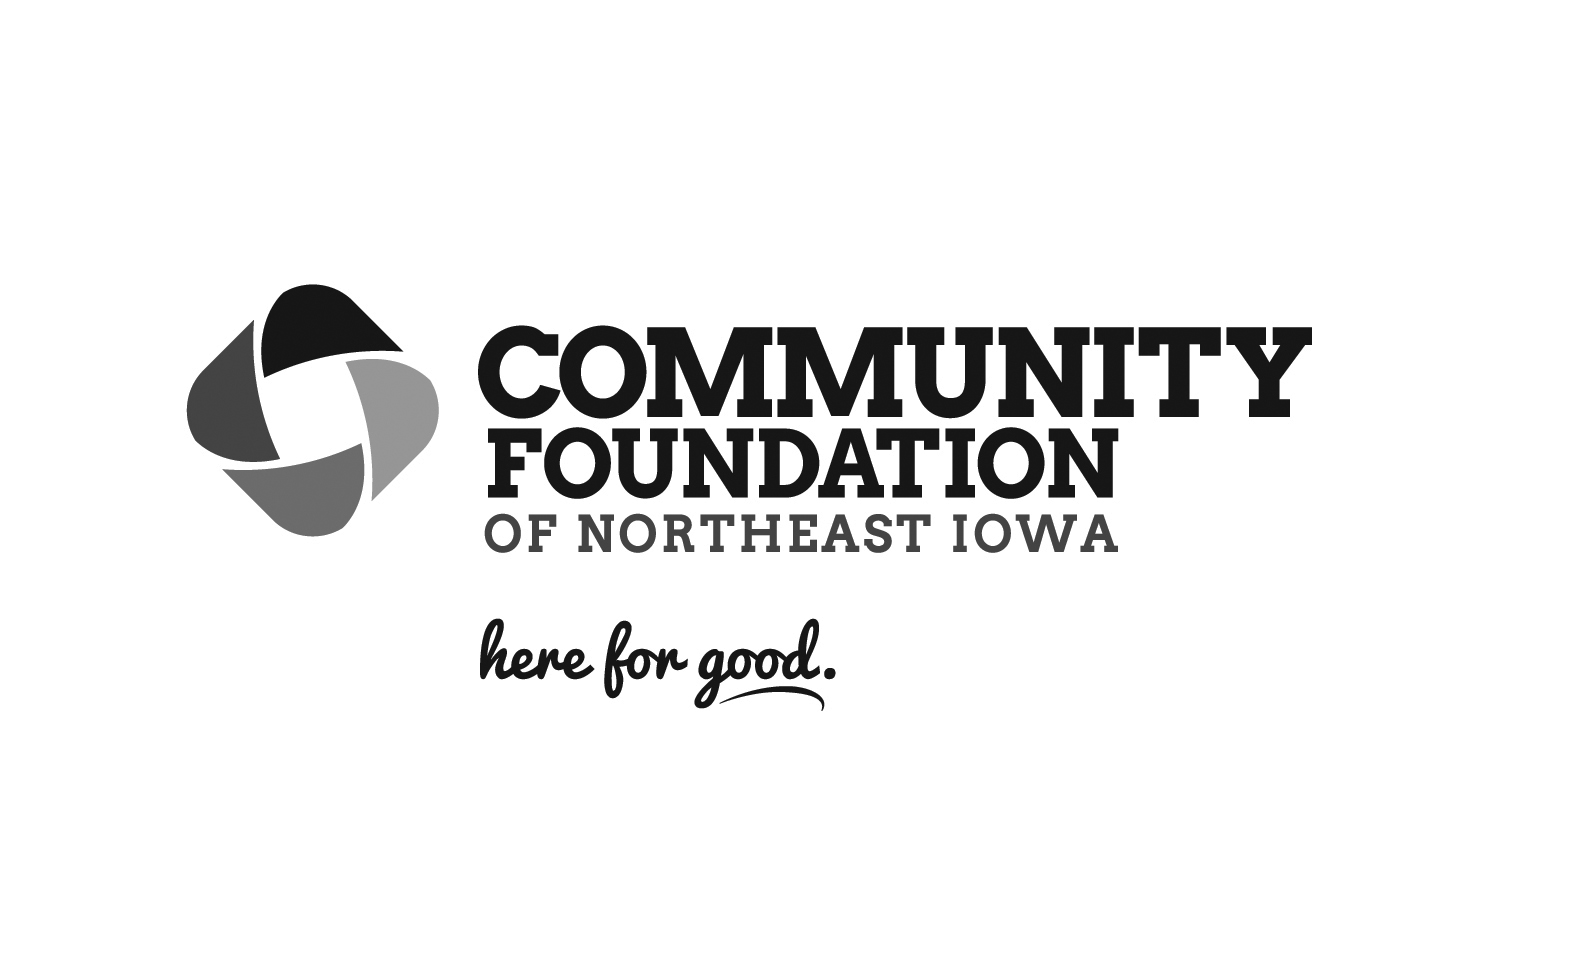 COMMUNITY
FOUNDATION
OF NORTHEAST IOWA
here for good.